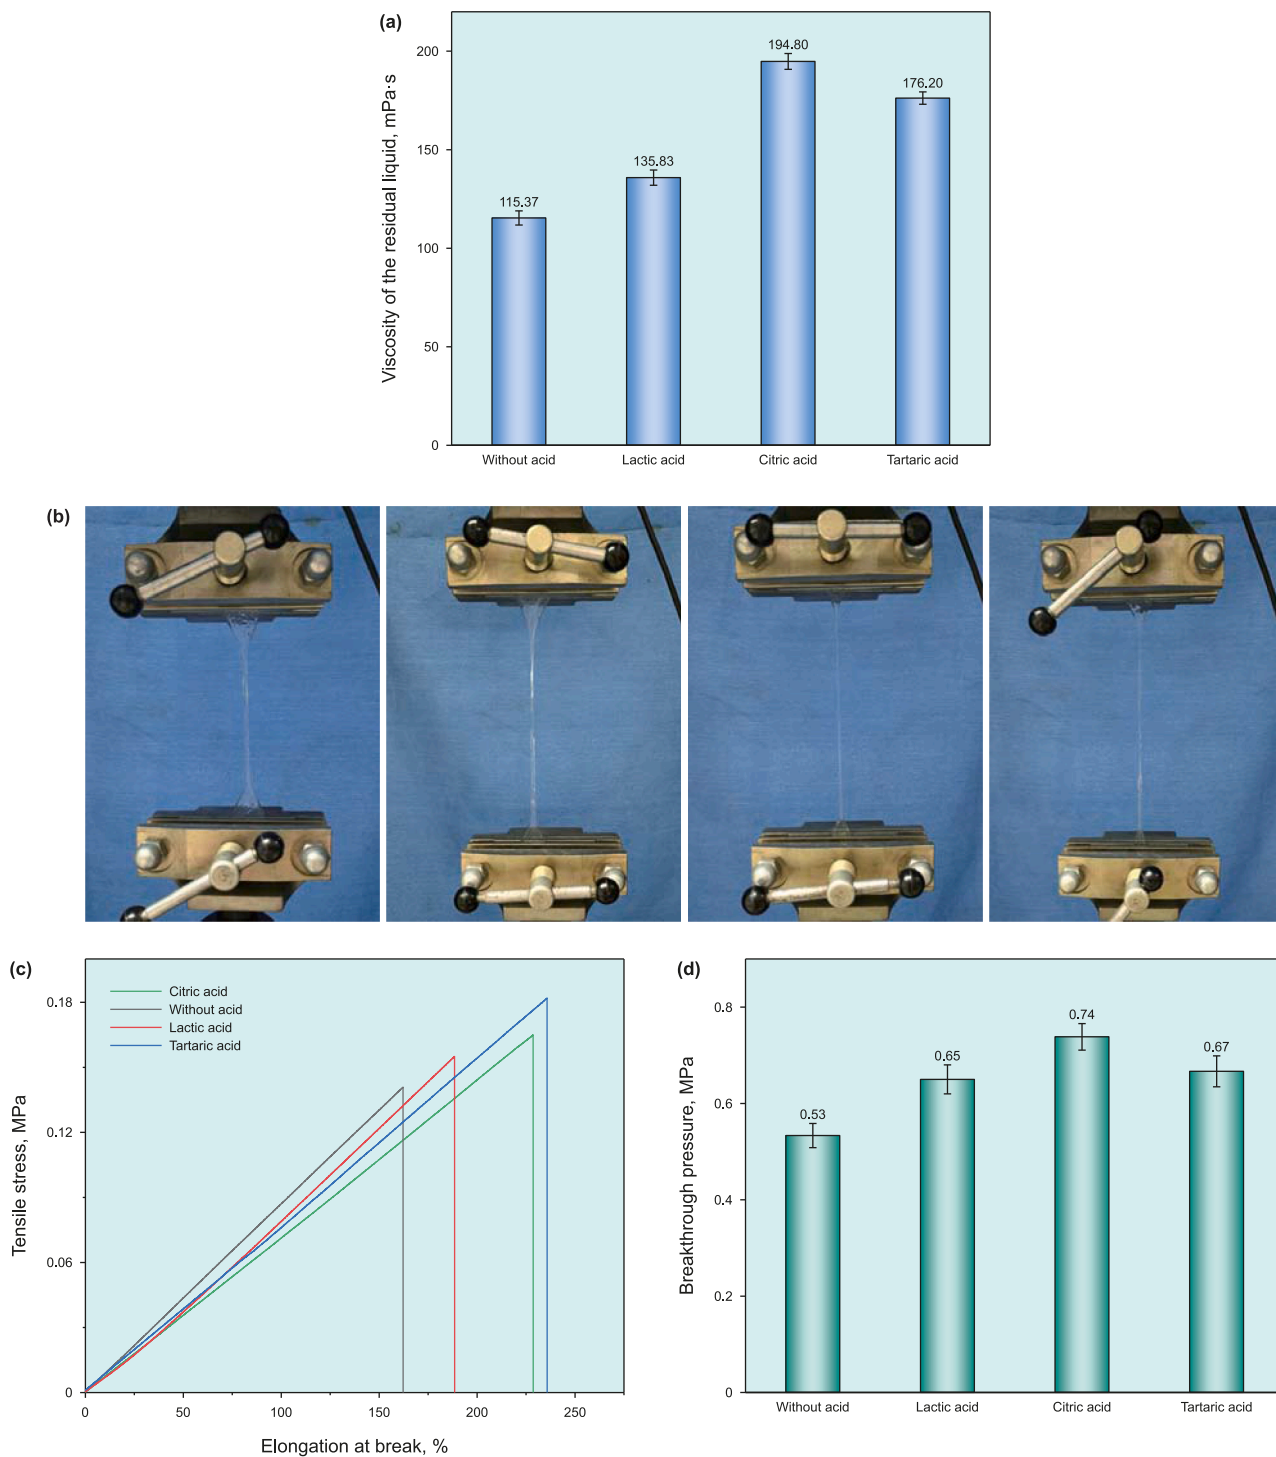 (a)
Viscosity of the residual liquid, mPa·s
200
150
100
50
0
115.37
135.83
194.80
176.20
Without acid
Lactic acid
Citric acid
Tartaric acid
(b)
(c)
Tensile stress, MPa
0.18
0.12
0.06
0
Citric acid
Without acid
Lactic acid
Tartaric acid
0
50
100
150
200
250
Elongation at break, %
(d)
Breakthrough pressure, MPa
0.8
0.6
0.4
0.2
0
0.53
0.65
0.74
0.67
Without acid
Lactic acid
Citric acid
Tartaric acid